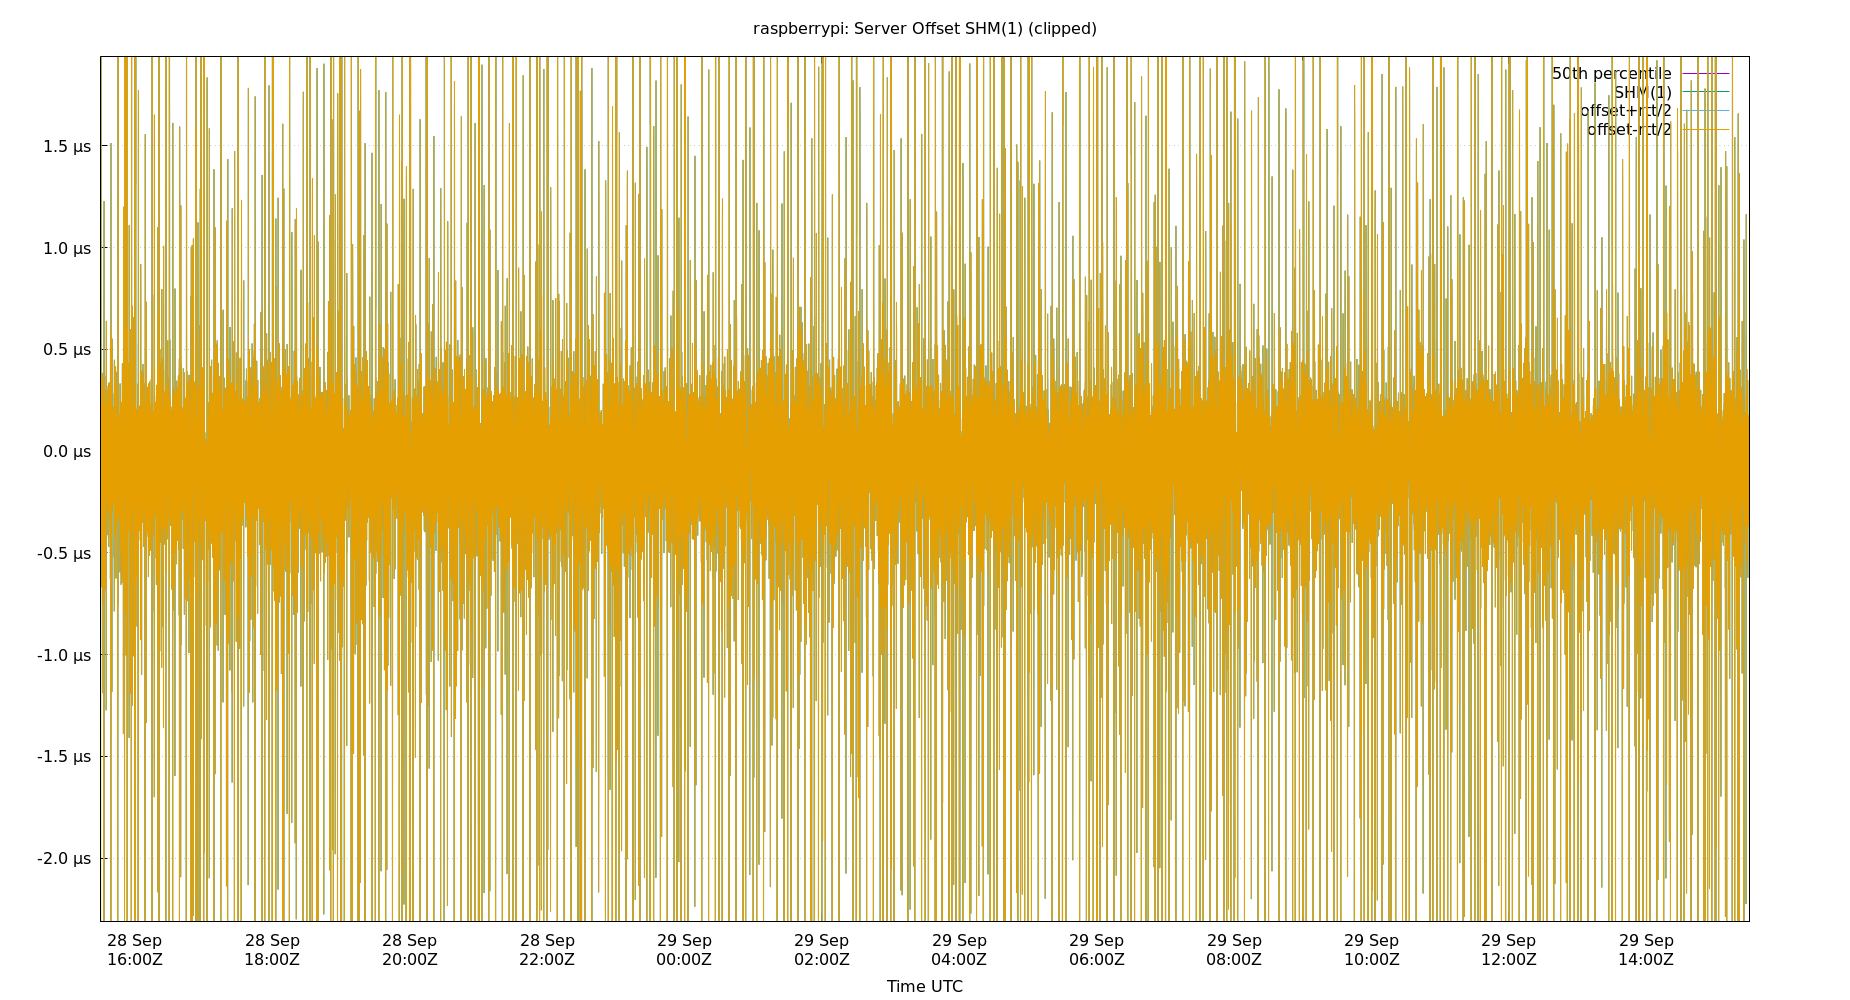 raspberrypi: Server Offset SHM(1) (clipped)
50th percentile
SHM(1)
offset+rtt/2
offset-rtt/2
1.5 µs
1.0 µs
0.5 µs
0.0 µs
-0.5 µs
-1.0 µs
-1.5 µs
-2.0 µs
28 Sep 28 Sep 28 Sep 28 Sep 29 Sep 29 Sep 29 Sep 29 Sep 29 Sep 29 Sep 29 Sep 29 Sep
16:00Z 18:00Z 20:00Z 22:00Z 00:00Z 02:00Z 04:00Z 06:00Z 08:00Z 10:00Z 12:00Z 14:00Z
Time UTC